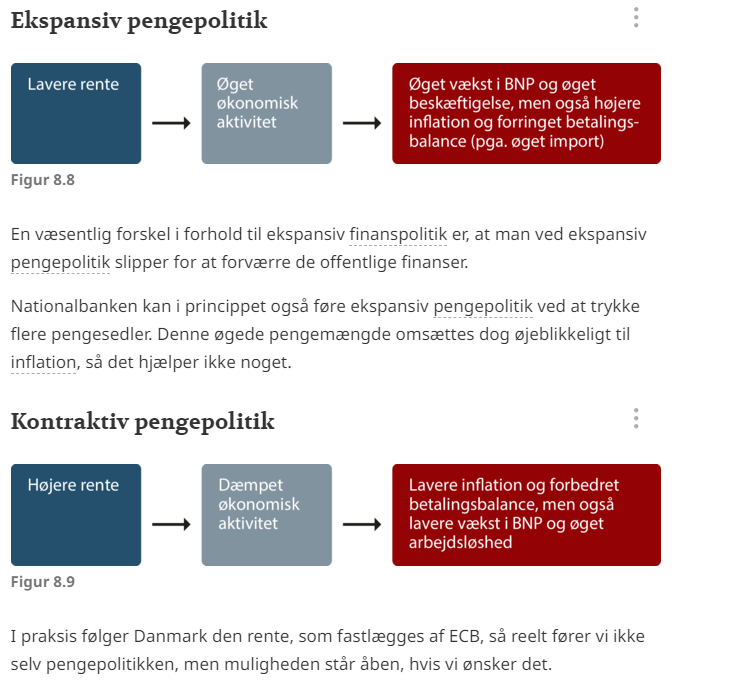 Ekspansiv pengepolitik
Lavere rente
Øget
økonomisk
aktivitet
Øget vækst i BNP og øget
beskæftigelse, men også højere
inflation og forringet betalings-
balance (pga. øget import)
Figur 8.8
En væsentlig forskel i forhold til ekspansiv finanspolitik er, at man ved ekspansiv
pengepolitik slipper for at forværre de offentlige finanser.
Nationalbanken kan i princippet også føre ekspansiv pengepolitik ved at trykke
flere pengesedler. Denne øgede pengemængde omsættes dog øjeblikkeligt til
inflation, så det hjælper ikke noget.
Kontraktiv pengepolitik
Højere rente
Dæmpet
økonomisk
aktivitet
Lavere inflation og forbedret
betalingsbalance, men også
lavere vækst i BNP og øget
arbejdsløshed
Figur 8.9
I praksis følger Danmark den rente, som fastlægges af ECB, så reelt fører vi ikke
selv pengepolitikken, men muligheden står åben, hvis vi ønsker det.